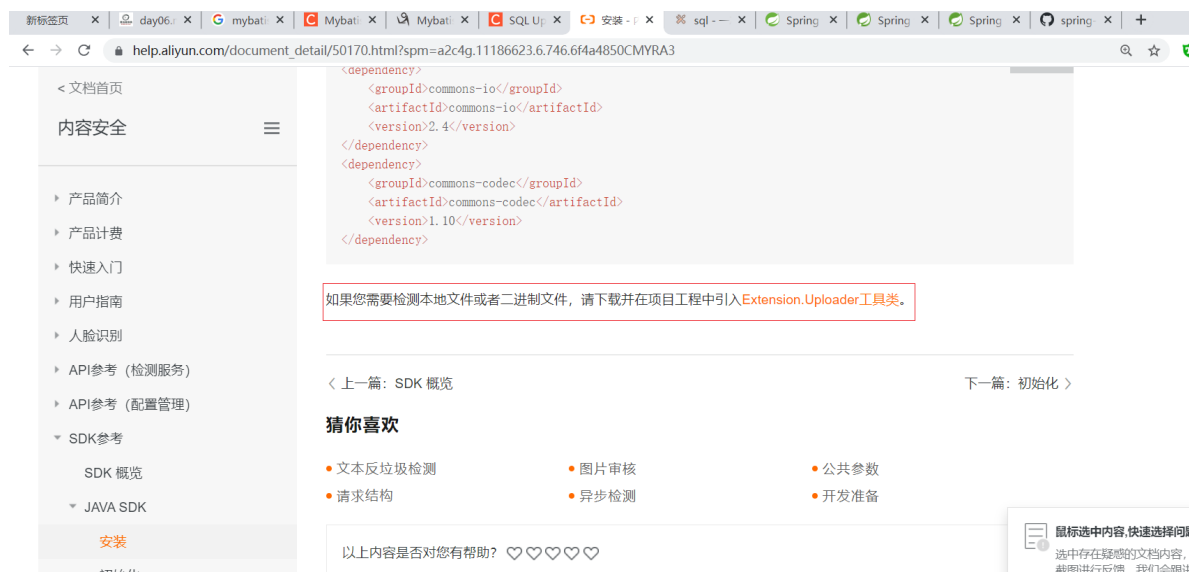 新标签页 day06. mybati Mybati Mybati SQL Up 安装 - sql - — Spring Spring Spring spring-
help.aliyun.com/document_detail/50170.html?spm=a2c4g.11186623.6.746.6f4a4850CMYRA3
< 文档首页
内容安全
产品简介
产品计费
快速入门
用户指南
人脸识别
API参考（检测服务）
API参考（配置管理）
SDK参考
SDK 概览
JAVA SDK
安装
<dependency>
<groupId>commons-io</groupId>
<artifactId>commons-io</artifactId>
<version>2.4</version>
</dependency>
<dependency>
<groupId>commons-codec</groupId>
<artifactId>commons-codec</artifactId>
<version>1.10</version>
</dependency>
如果您需要检测本地文件或者二进制文件，请下载并在项目工程中引入Extension.Uploader工具类。
上一篇：SDK 概览
下一篇：初始化
猜你喜欢
文本反垃圾检测
图片审核
公共参数
请求结构
异步检测
开发准备
以上内容是否对您有帮助？
鼠标选中内容,快速选择问
选中存在疑惑的文档内容，